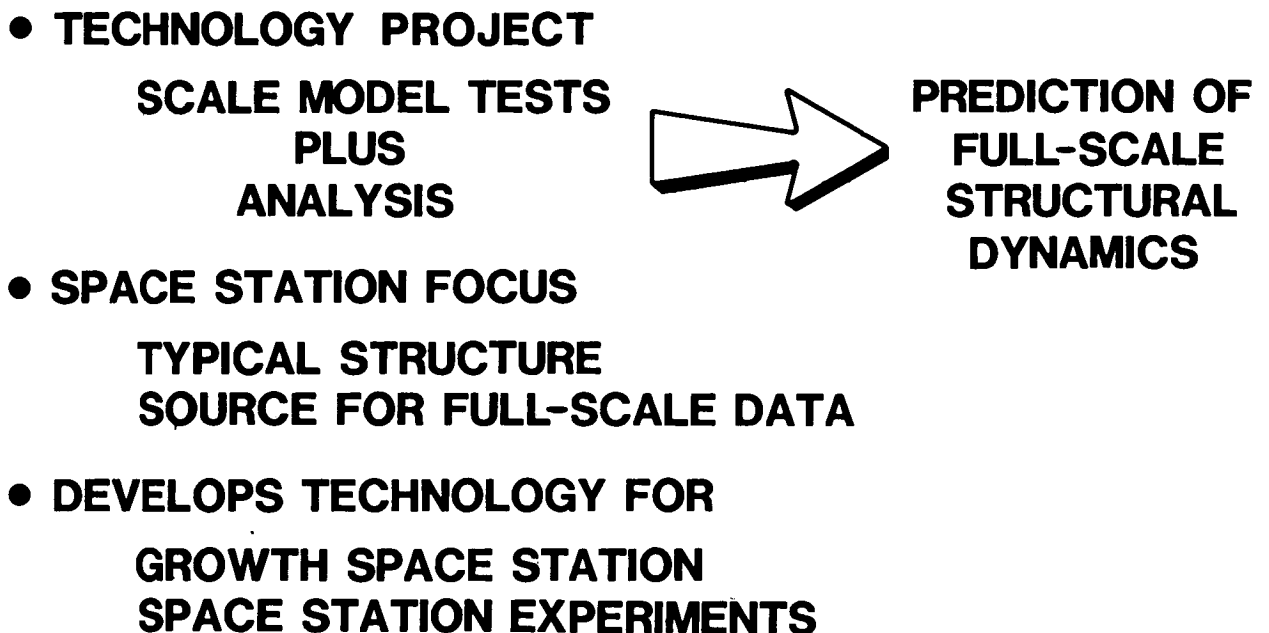 ● TECHNOLOGY PROJECT
SCALE MODEL TESTS
PLUS
ANALYSIS
PREDICTION OF
FULL-SCALE
STRUCTURAL
DYNAMICS
● SPACE STATION FOCUS
TYPICAL STRUCTURE
SOURCE FOR FULL-SCALE DATA
● DEVELOPS TECHNOLOGY FOR
GROWTH SPACE STATION
SPACE STATION EXPERIMENTS